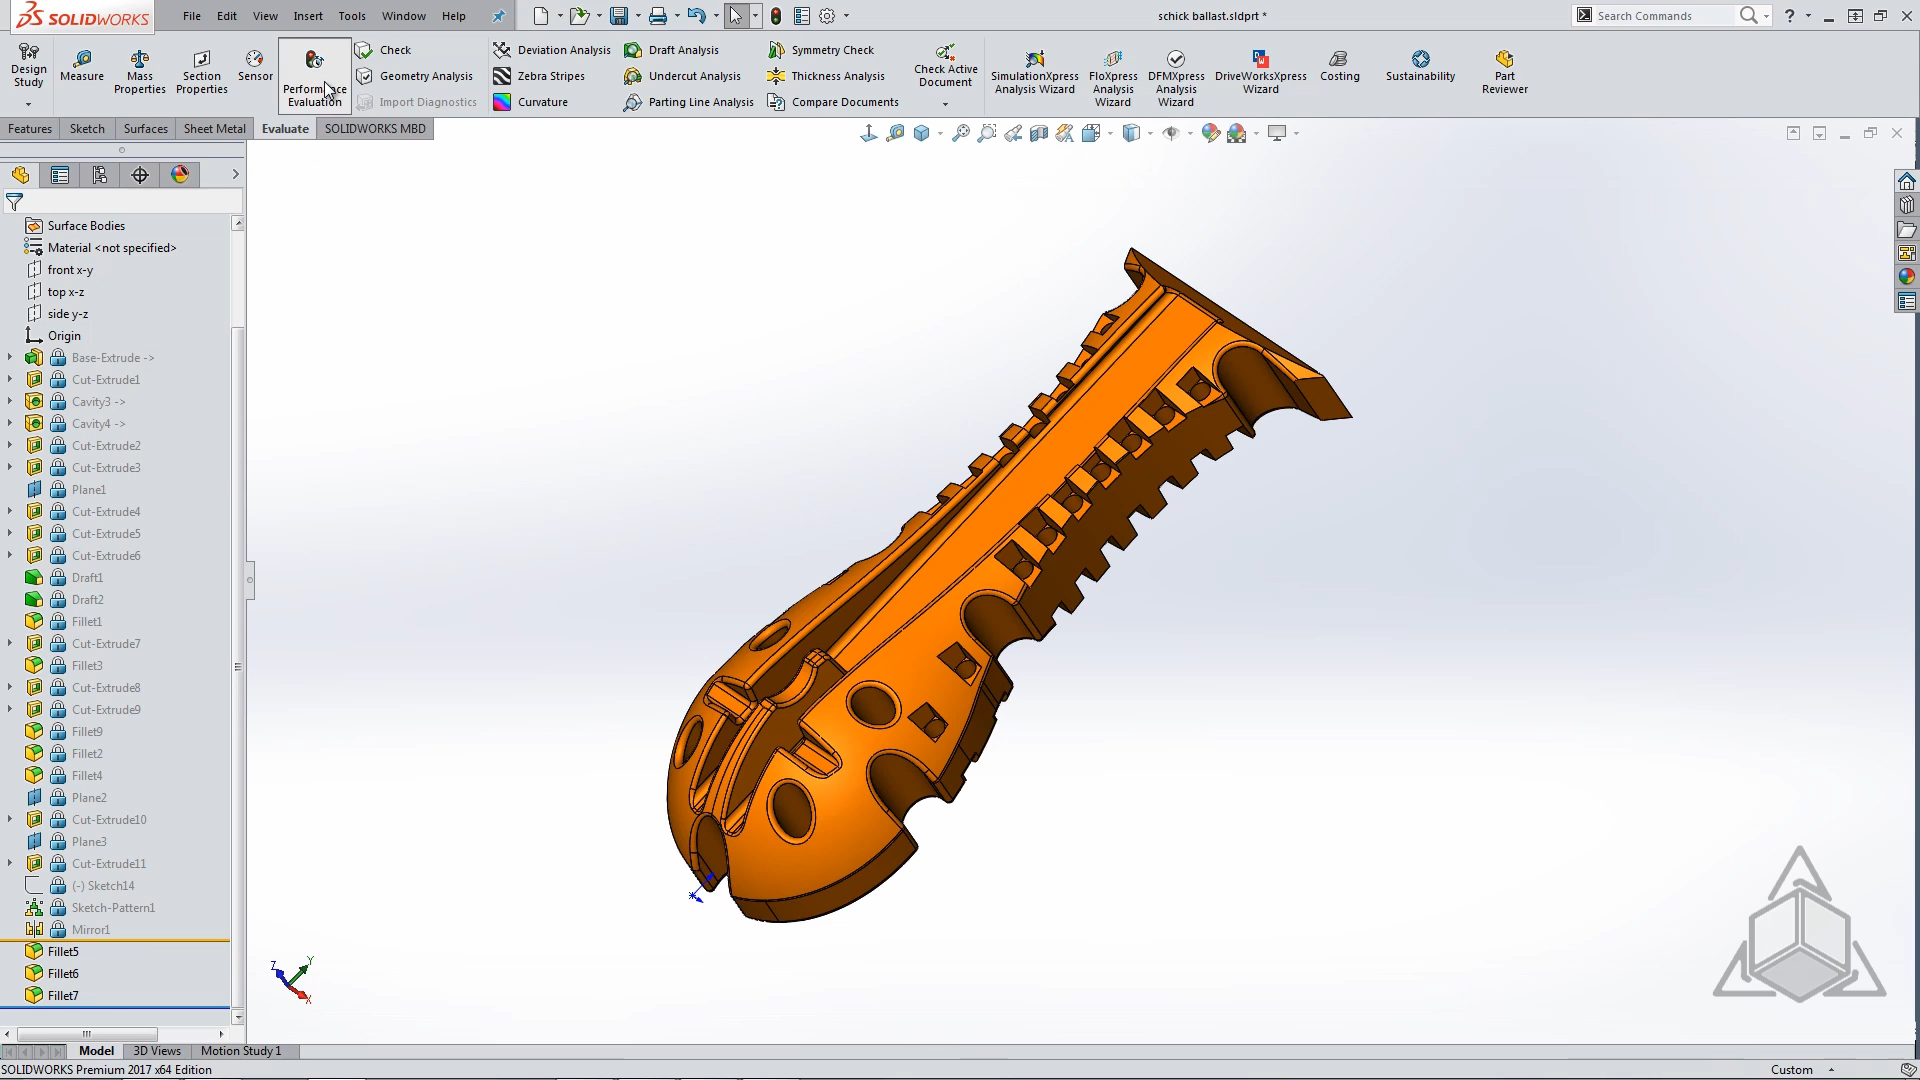 SOLIDWORKS File Edit View Insert Tools Window Help schick ballast.sldprt * Search Commands ?
Design Study
Measure
Mass Properties
Section Properties
Sensor
Performance Evaluation
Check
Geometry Analysis
Import Diagnostics
Deviation Analysis
Zebra Stripes
Curvature
Draft Analysis
Undercut Analysis
Parting Line Analysis
Symmetry Check
Thickness Analysis
Compare Documents
Check Active Document
SimulationXpress Analysis Wizard
FloXpress Analysis Wizard
DFMXpress Analysis Wizard
DriveWorksXpress Wizard
Costing
Sustainability
Part Reviewer
Features Sketch Surfaces Sheet Metal Evaluate SOLIDWORKS MBD
Surface Bodies
Material <not specified>
front x-y
top x-z
side y-z
Origin
Base-Extrude ->
Cut-Extrude1
Cavity3 ->
Cavity4 ->
Cut-Extrude2
Cut-Extrude3
Plane1
Cut-Extrude4
Cut-Extrude5
Cut-Extrude6
Draft1
Draft2
Fillet1
Cut-Extrude7
Fillet3
Cut-Extrude8
Cut-Extrude9
Fillet9
Fillet2
Fillet4
Plane2
Cut-Extrude10
Plane3
Cut-Extrude11
(-) Sketch14
Sketch-Pattern1
Mirror1
Fillet5
Fillet6
Fillet7
Z Y X
Model 3D Views Motion Study 1
SOLIDWORKS Premium 2017 x64 Edition Custom